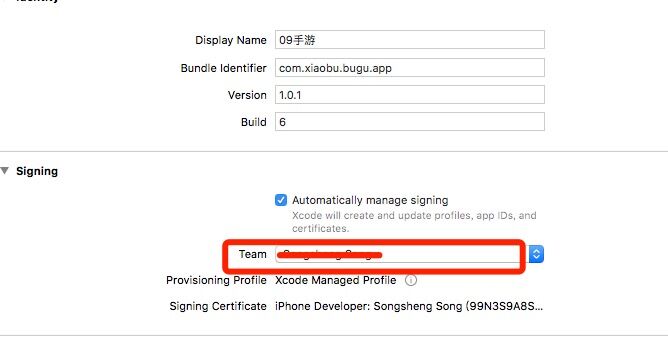 Identity
Display Name 09手游
Bundle Identifier com.xiaobu.bugu.app
Version 1.0.1
Build 6
Signing
Automatically manage signing
Xcode will create and update profiles, app IDs, and
certificates.
Team
Provisioning Profile Xcode Managed Profile
Signing Certificate iPhone Developer: Songsheng Song (99N3S9A8S...